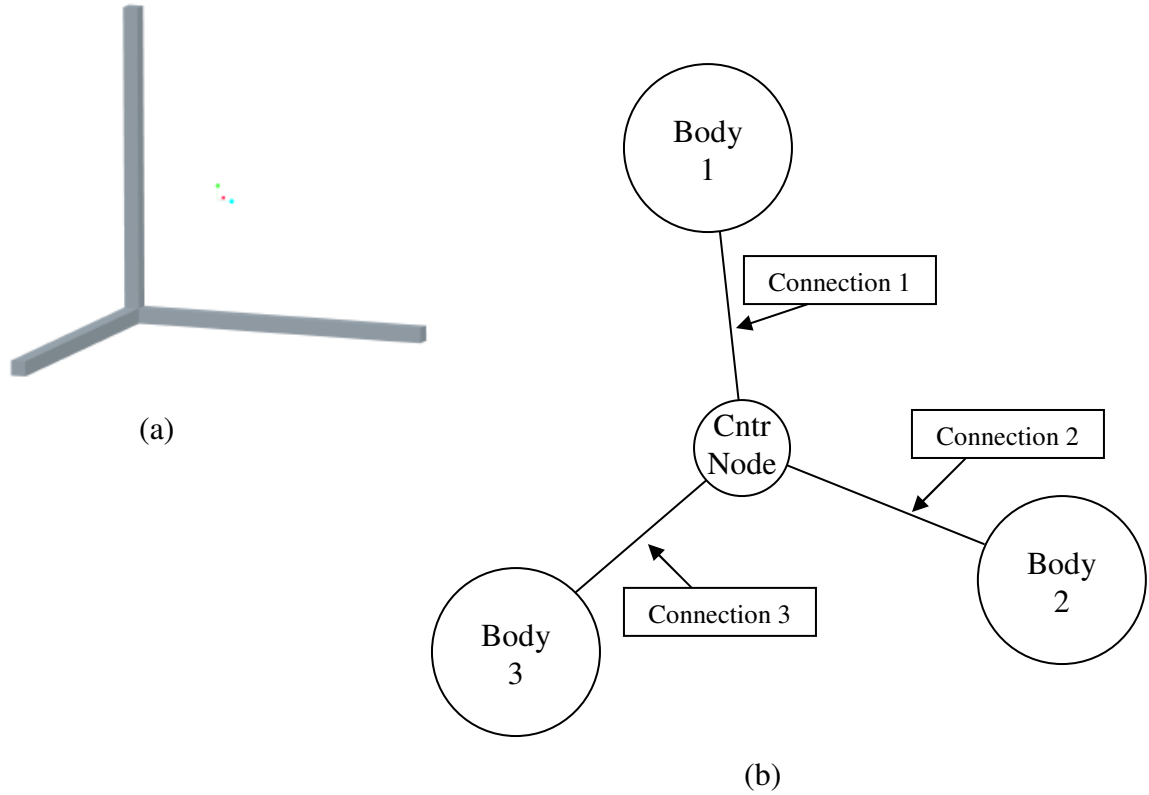 Body
1
Connection 1
Cntr
Node
Connection 2
(a)
Body
2
Body
3
Connection 3
(b)